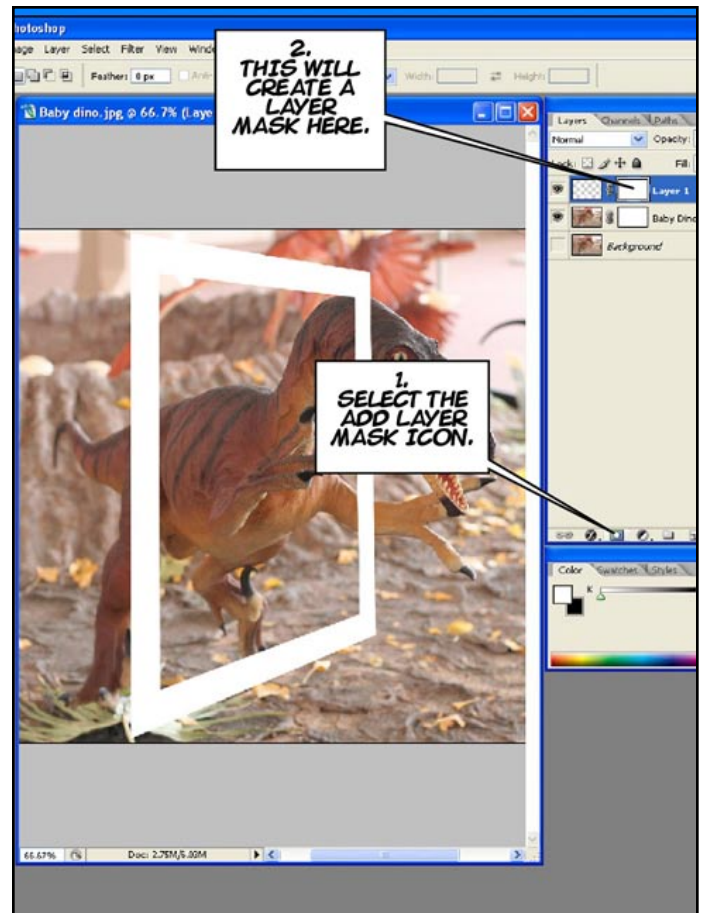 hotoshop
age Layer Select Filter View Windo
2.
THIS WILL
CREATE A
LAYER
MASK HERE.
Feather: 0 px
Width:
Height:
Baby dino.jpg @ 66.7% (Laye
Layers Channels Paths
Normal
Opacity:
Lock:
Fill:
Layer 1
Baby Dino
Background
1.
SELECT THE
ADD LAYER
MASK ICON.
Color Swatches Styles
K
66.67%
Doc: 2.75M/5.02M